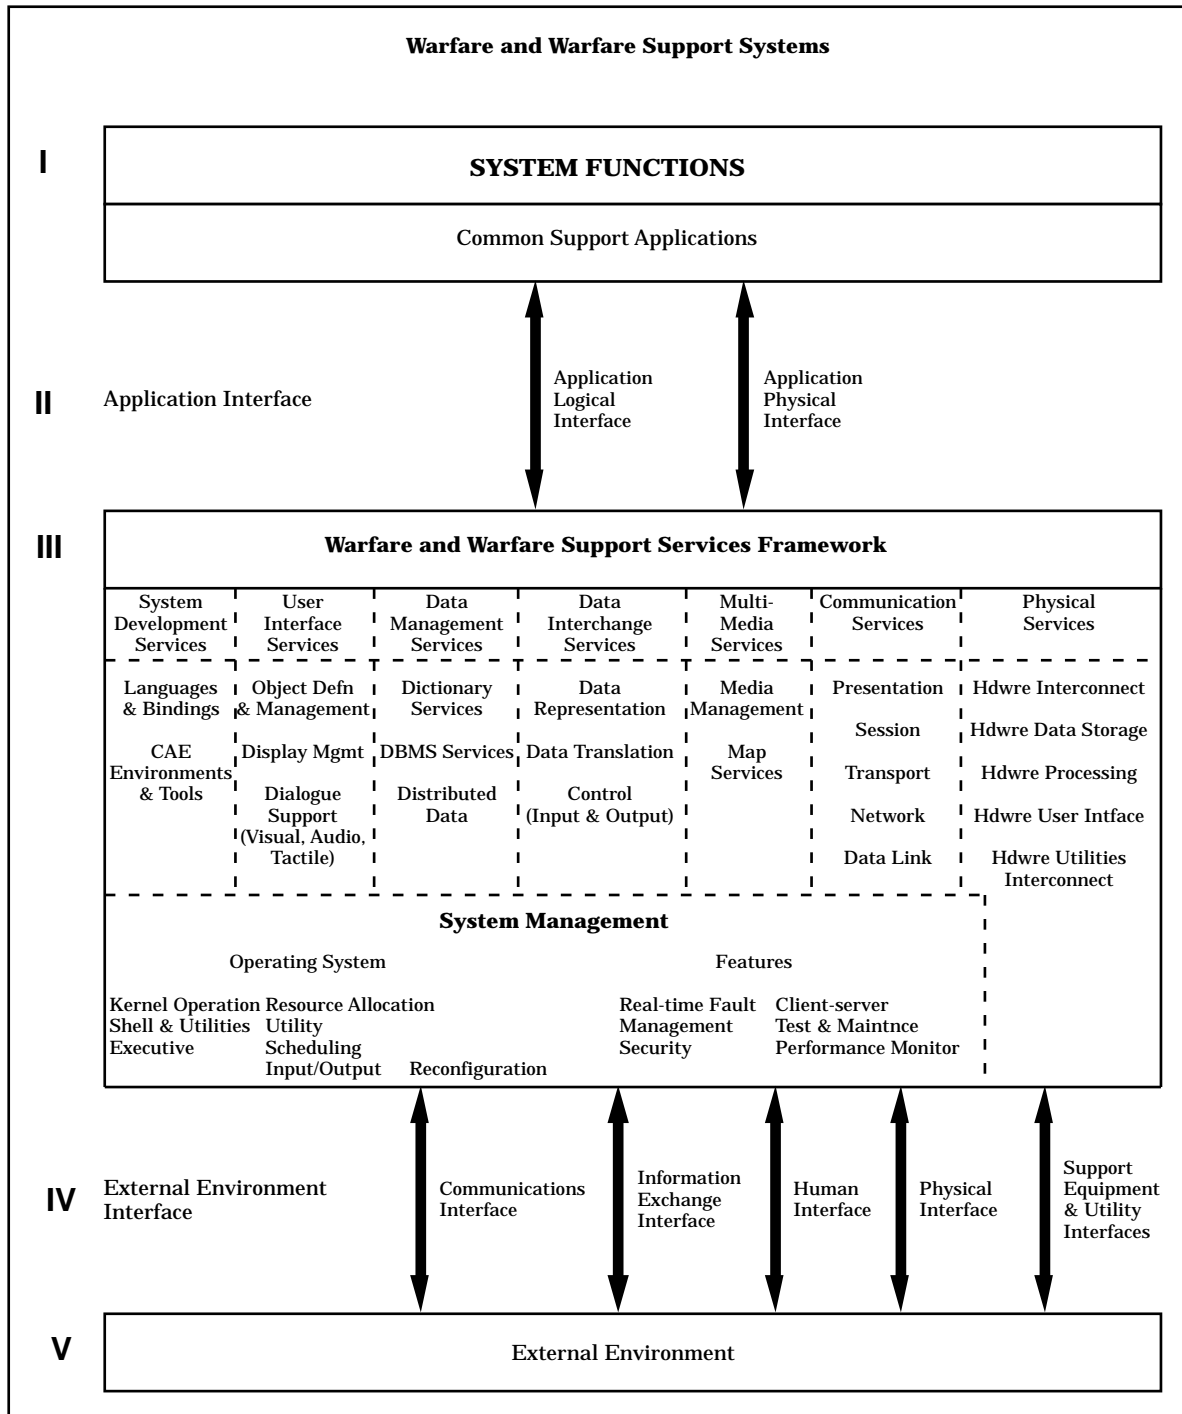 Warfare and Warfare Support Systems
I
SYSTEM FUNCTIONS
Common Support Applications
II
Application Interface
Application
Logical
Interface
Application
Physical
Interface
III
Warfare and Warfare Support Services Framework
System
Development
Services
User
Interface
Services
Data
Management
Services
Data
Interchange
Services
Multi-
Media
Services
Communication
Services
Physical
Services
Languages
& Bindings
CAE
Environments
& Tools
Object Defn
& Management
Display Mgmt
Dialogue
Support
(Visual, Audio,
Tactile)
Dictionary
Services
DBMS Services
Distributed
Data
Data
Representation
Data Translation
Control
(Input & Output)
Media
Management
Map
Services
Presentation
Session
Transport
Network
Data Link
Hdwre Interconnect
Hdwre Data Storage
Hdwre Processing
Hdwre User Intface
Hdwre Utilities
Interconnect
System Management
Operating System
Kernel Operation
Shell & Utilities
Executive
Resource Allocation
Utility
Scheduling
Input/Output
Reconfiguration
Features
Real-time Fault
Management
Security
Client-server
Test & Maintnce
Performance Monitor
IV
External Environment
Interface
Communications
Interface
Information
Exchange
Interface
Human
Interface
Physical
Interface
Support
Equipment
& Utility
Interfaces
V
External Environment